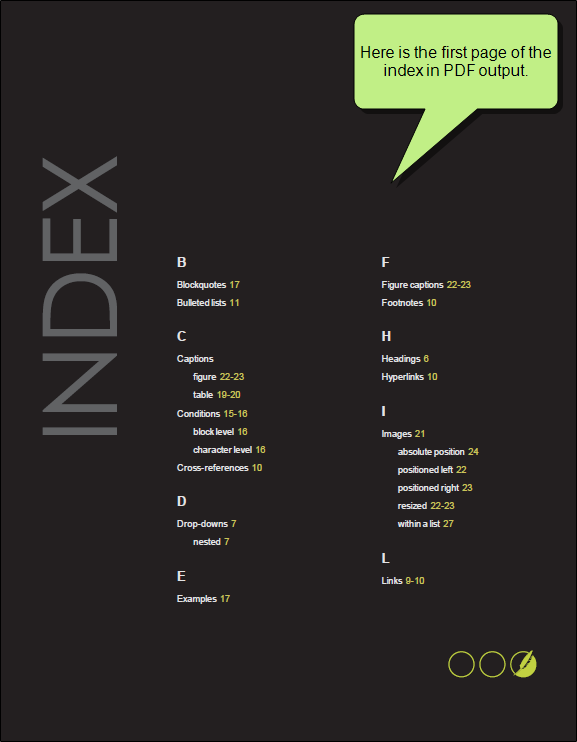 Here is the first page of the
index in PDF output.
INDEX
B
Blockquotes 17
Bulleted lists 11
C
Captions
figure 22-23
table 19-20
Conditions 15-16
block level 16
character level 16
Cross-references 10
D
Drop-downs 7
nested 7
E
Examples 17
F
Figure captions 22-23
Footnotes 10
H
Headings 6
Hyperlinks 10
I
Images 21
absolute position 24
positioned left 22
positioned right 23
resized 22-23
within a list 27
L
Links 9-10